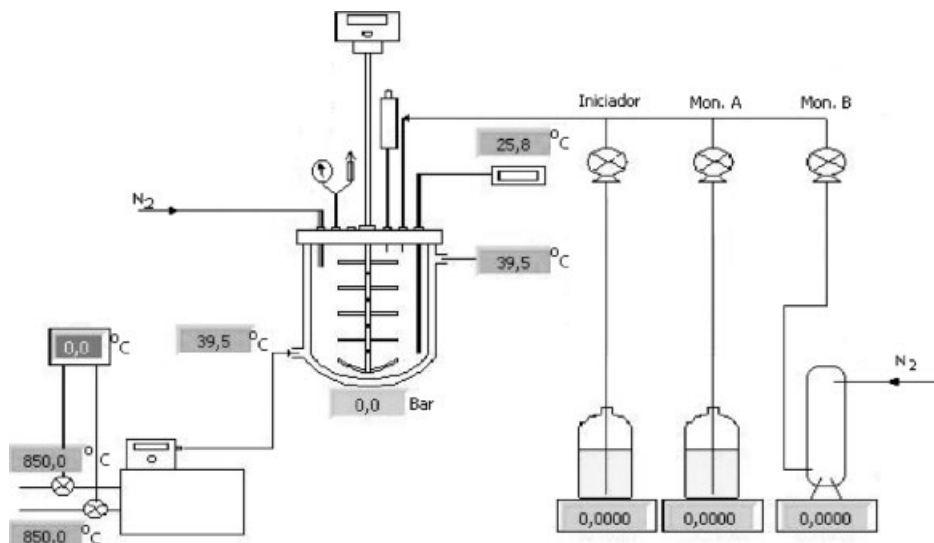 Iniciador
Mon. A
Mon. B
25,8 °C
N2
39,5 °C
39,5 °C
0,0 °C
N2
0,0 Bar
850,0 °C
850,0 °C
0,0000
0,0000
0,0000